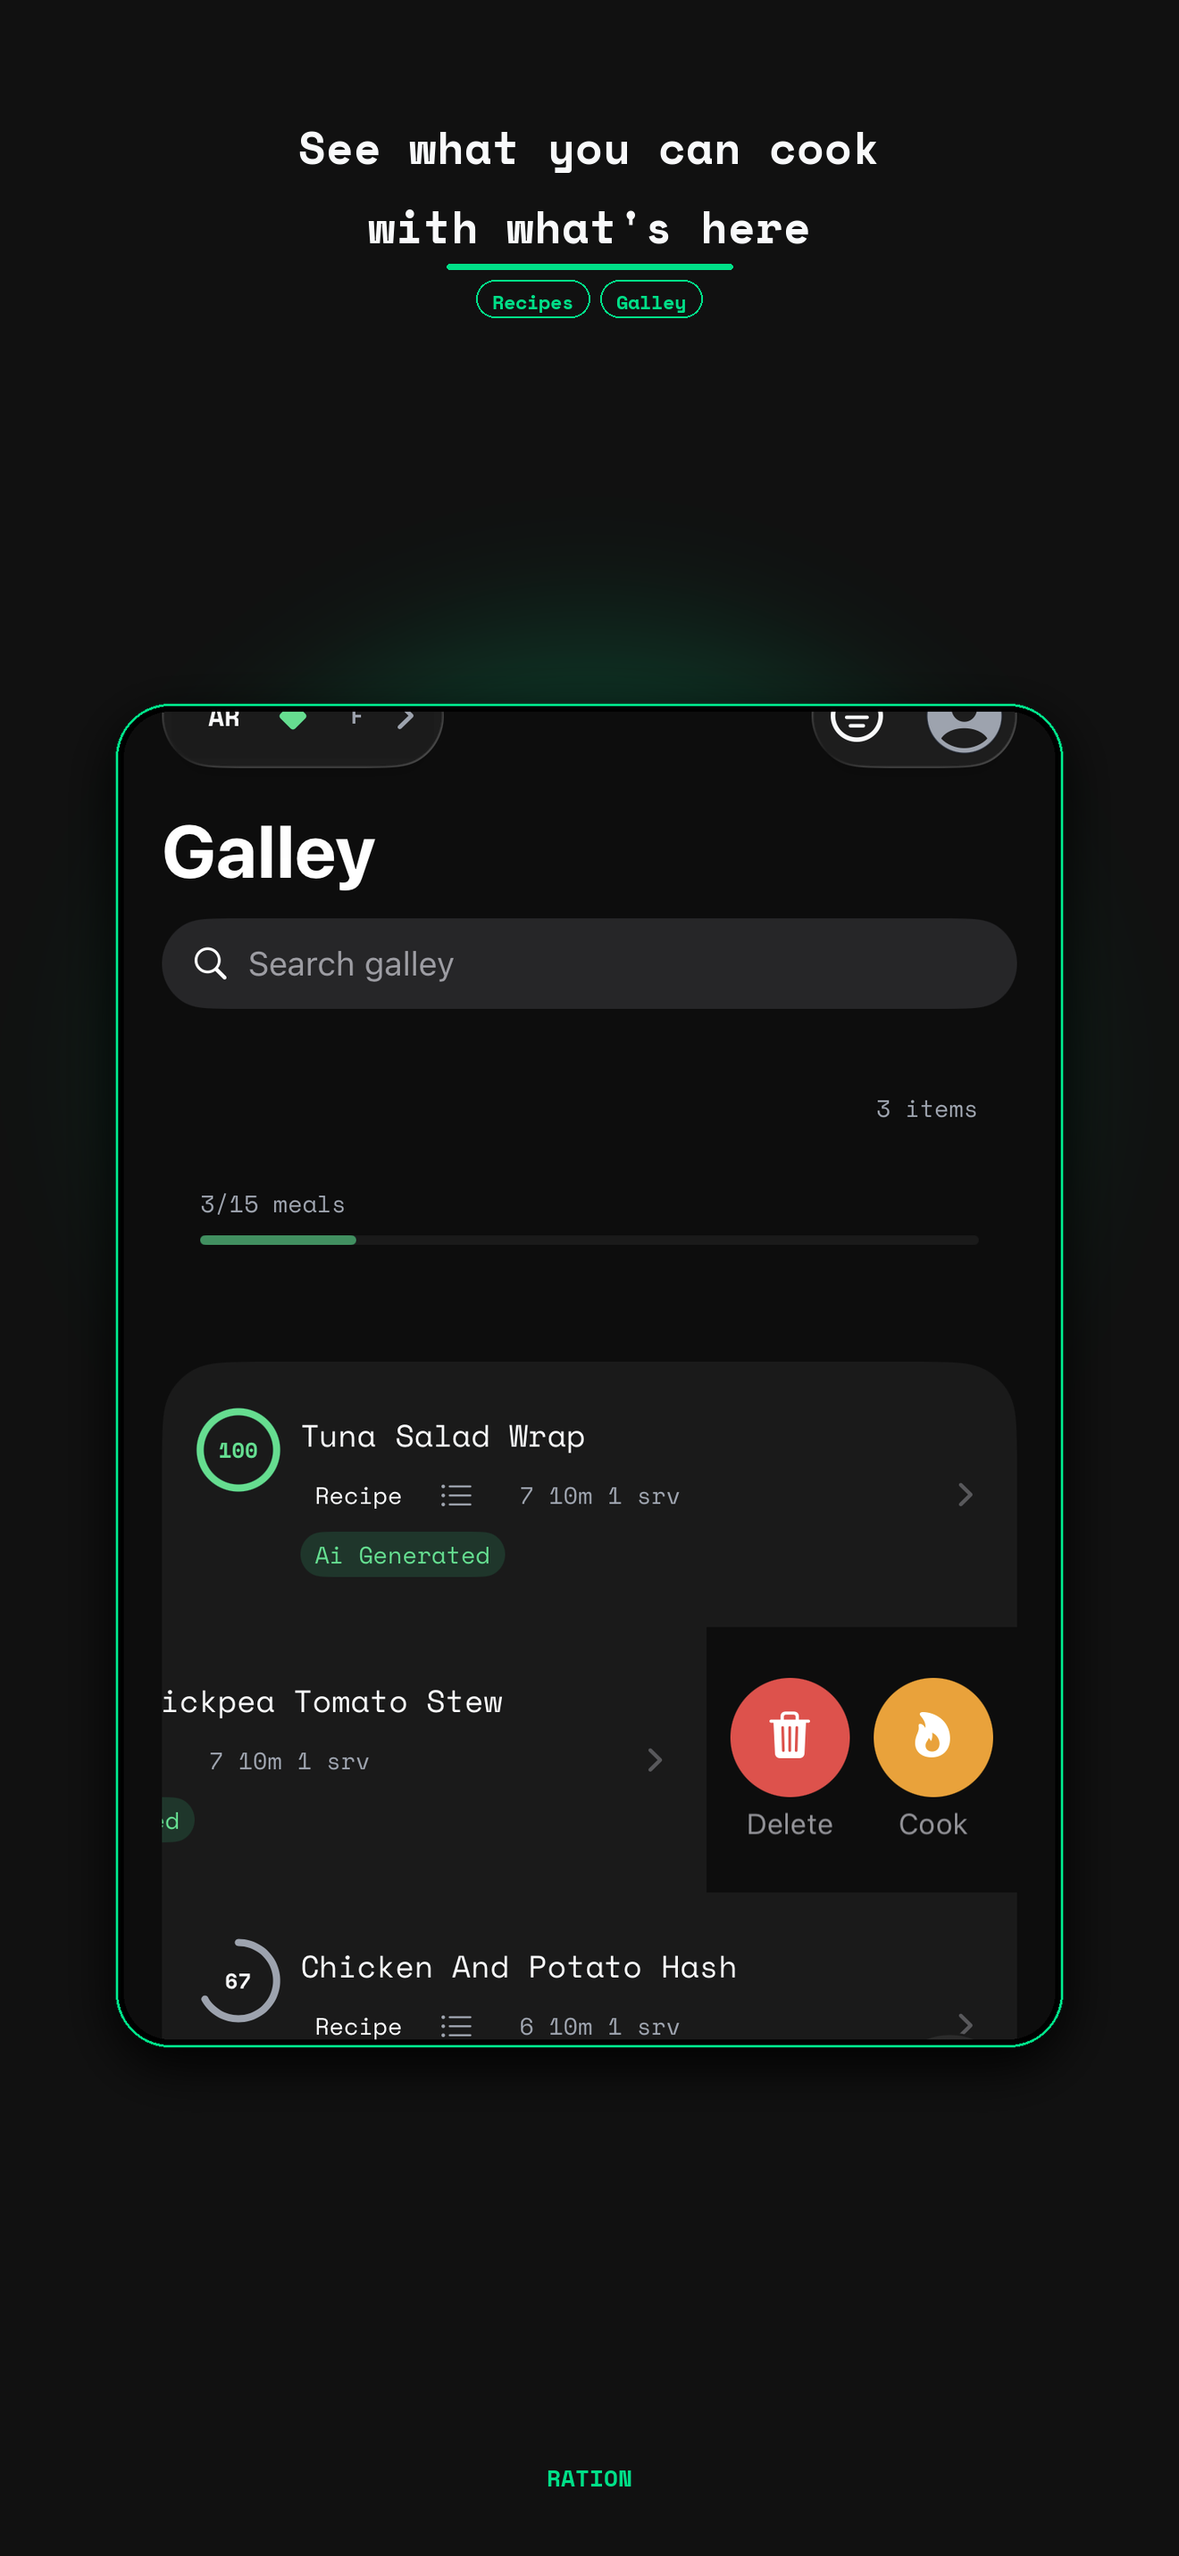 See what you can cook
with what's here
Recipes Galley
AR F
Galley
Search galley
3 items
3/15 meals
100 Tuna Salad Wrap
Recipe 7 10m 1 srv
Ai Generated
ickpea Tomato Stew
7 10m 1 srv
ed
Delete Cook
67 Chicken And Potato Hash
Recipe 6 10m 1 srv
RATION